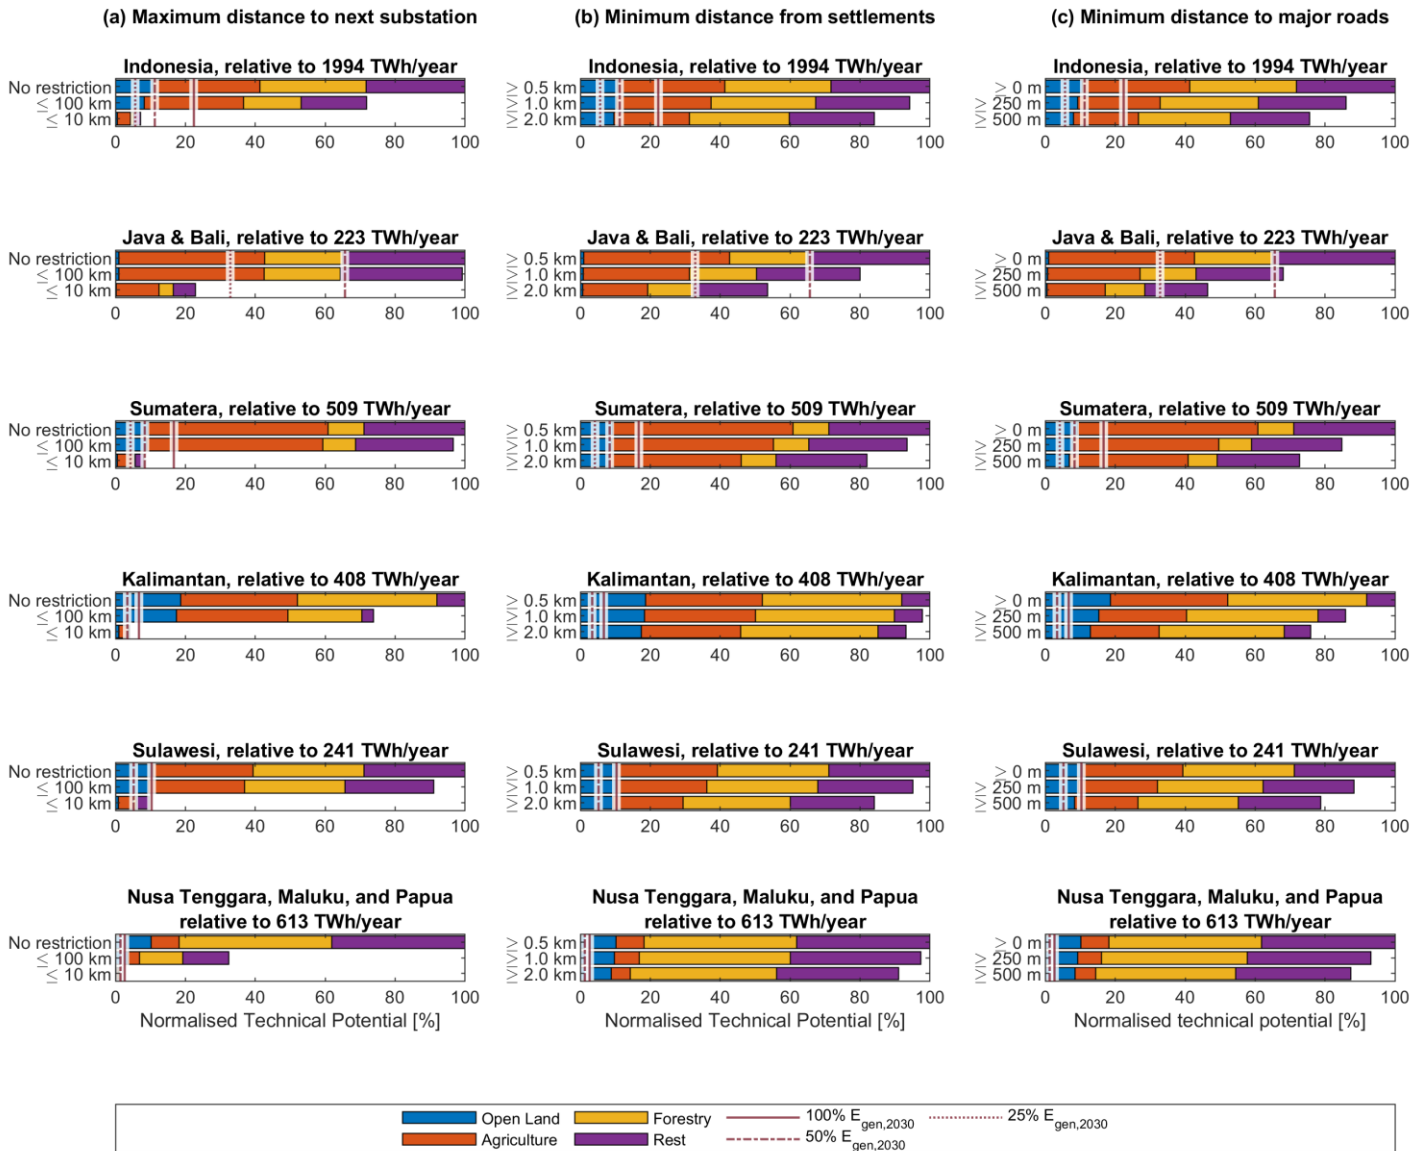 (a) Maximum distance to next substation
(b) Minimum distance from settlements
(c) Minimum distance to major roads
Indonesia, relative to 1994 TWh/year
No restriction
≤ 100 km
≤ 10 km
0 20 40 60 80 100
Indonesia, relative to 1994 TWh/year
≥ 0.5 km
≥ 1.0 km
≥ 2.0 km
0 20 40 60 80 100
Indonesia, relative to 1994 TWh/year
> 0 m
≥ 250 m
≥ 500 m
0 20 40 60 80 100
Java & Bali, relative to 223 TWh/year
No restriction
≤ 100 km
≤ 10 km
0 20 40 60 80 100
Java & Bali, relative to 223 TWh/year
≥ 0.5 km
≥ 1.0 km
≥ 2.0 km
0 20 40 60 80 100
Java & Bali, relative to 223 TWh/year
> 0 m
≥ 250 m
≥ 500 m
0 20 40 60 80 100
Sumatera, relative to 509 TWh/year
No restriction
≤ 100 km
≤ 10 km
0 20 40 60 80 100
Sumatera, relative to 509 TWh/year
≥ 0.5 km
≥ 1.0 km
≥ 2.0 km
0 20 40 60 80 100
Sumatera, relative to 509 TWh/year
> 0 m
≥ 250 m
≥ 500 m
0 20 40 60 80 100
Kalimantan, relative to 408 TWh/year
No restriction
≤ 100 km
≤ 10 km
0 20 40 60 80 100
Kalimantan, relative to 408 TWh/year
≥ 0.5 km
≥ 1.0 km
≥ 2.0 km
0 20 40 60 80 100
Kalimantan, relative to 408 TWh/year
> 0 m
≥ 250 m
≥ 500 m
0 20 40 60 80 100
Sulawesi, relative to 241 TWh/year
No restriction
≤ 100 km
≤ 10 km
0 20 40 60 80 100
Sulawesi, relative to 241 TWh/year
≥ 0.5 km
≥ 1.0 km
≥ 2.0 km
0 20 40 60 80 100
Sulawesi, relative to 241 TWh/year
> 0 m
≥ 250 m
≥ 500 m
0 20 40 60 80 100
Nusa Tenggara, Maluku, and Papua
relative to 613 TWh/year
No restriction
≤ 100 km
≤ 10 km
0 20 40 60 80 100
Normalised Technical Potential [%]
Nusa Tenggara, Maluku, and Papua
relative to 613 TWh/year
≥ 0.5 km
≥ 1.0 km
≥ 2.0 km
0 20 40 60 80 100
Normalised Technical Potential [%]
Nusa Tenggara, Maluku, and Papua
relative to 613 TWh/year
> 0 m
≥ 250 m
≥ 500 m
0 20 40 60 80 100
Normalised technical potential [%]
Open Land Forestry 100% E_gen,2030 25% E_gen,2030
Agriculture Rest 50% E_gen,2030